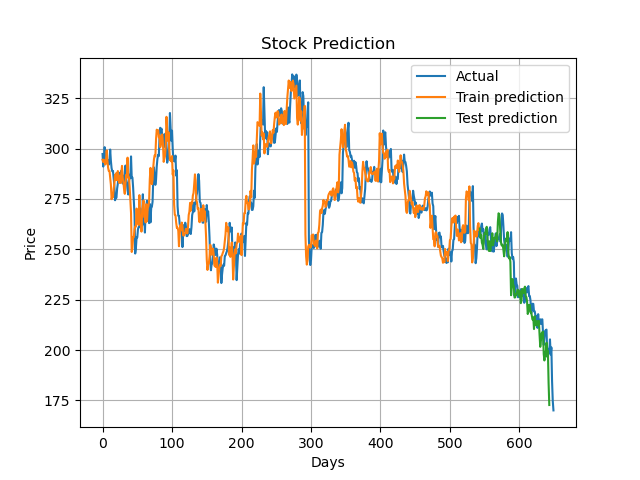 Stock Prediction
Actual
Train prediction
Test prediction
325
300
275
250
225
200
175
Price
0 100 200 300 400 500 600
Days